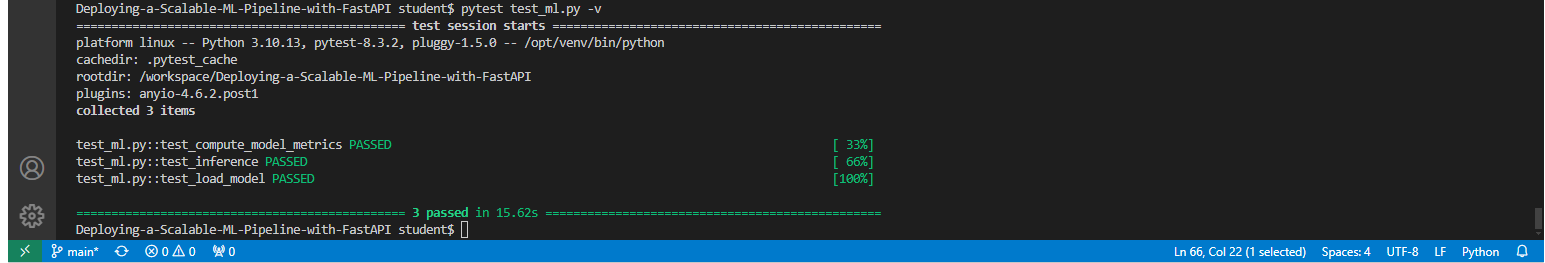 Deploying-a-Scalable-ML-Pipeline-with-FastAPI student$ pytest test_ml.py -v
=============================================== test session starts ===============================================
platform linux -- Python 3.10.13, pytest-8.3.2, pluggy-1.5.0 -- /opt/venv/bin/python
cachedir: .pytest_cache
rootdir: /workspace/Deploying-a-Scalable-ML-Pipeline-with-FastAPI
plugins: anyio-4.6.2.post1
collected 3 items
test_ml.py::test_compute_model_metrics PASSED [ 33%]
test_ml.py::test_inference PASSED [ 66%]
test_ml.py::test_load_model PASSED [100%]
=============================================== 3 passed in 15.62s ================================================
Deploying-a-Scalable-ML-Pipeline-with-FastAPI student$
main* 0 0 0 Ln 66, Col 22 (1 selected) Spaces: 4 UTF-8 LF Python